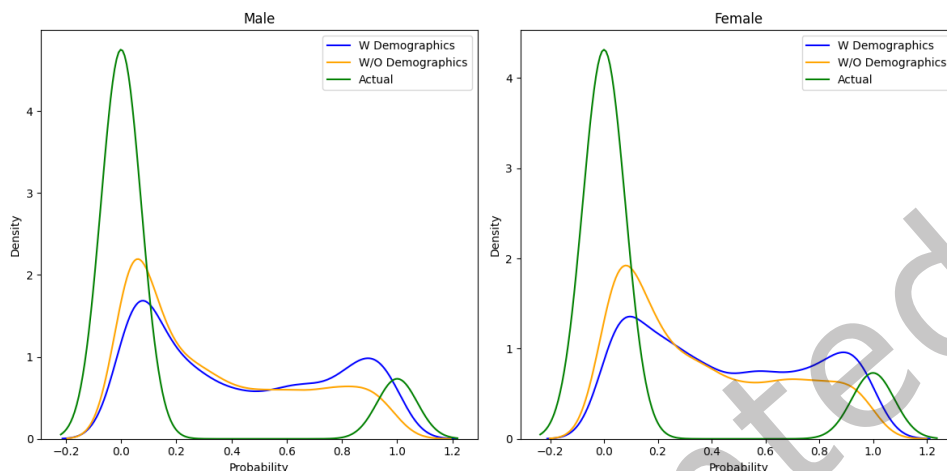 Male
W Demographics
W/O Demographics
Actual
Density
4
3
2
1
0
−0.2 0.0 0.2 0.4 0.6 0.8 1.0 1.2
Probability
Female
W Demographics
W/O Demographics
Actual
Density
4
3
2
1
0
−0.2 0.0 0.2 0.4 0.6 0.8 1.0 1.2
Probability